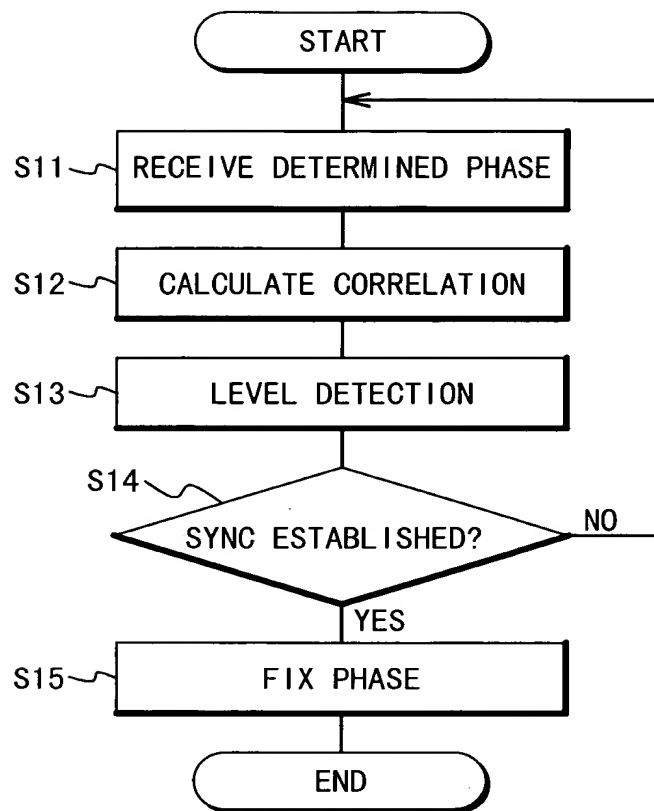 START
S11 RECEIVE DETERMINED PHASE
S12 CALCULATE CORRELATION
S13 LEVEL DETECTION
S14
SYNC ESTABLISHED? NO
YES
S15 FIX PHASE
END